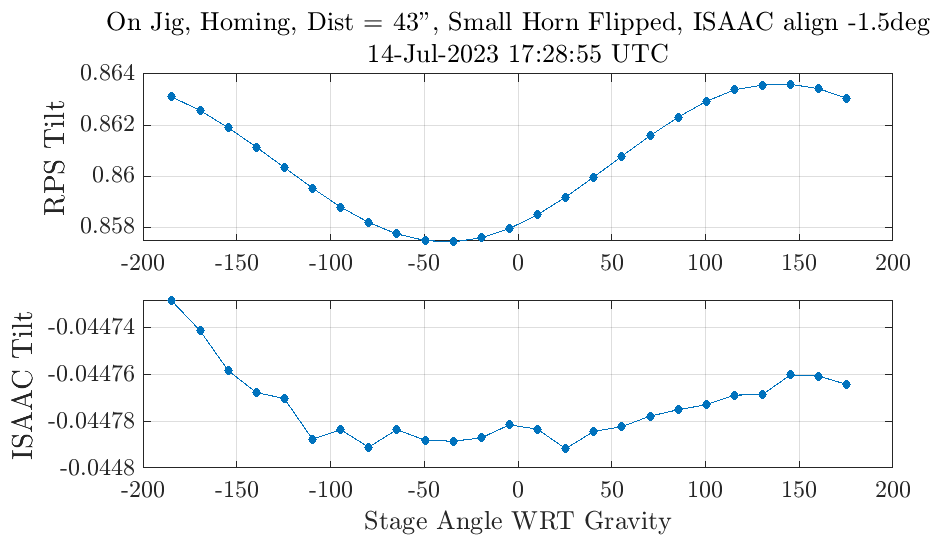 On Jig, Homing, Dist = 43”, Small Horn Flipped, ISAAC align -1.5deg
14-Jul-2023 17:28:55 UTC
RPS Tilt
0.864
0.862
0.86
0.858
-200 -150 -100 -50 0 50 100 150 200
ISAAC Tilt
-0.04474
-0.04476
-0.04478
-0.0448
-200 -150 -100 -50 0 50 100 150 200
Stage Angle WRT Gravity